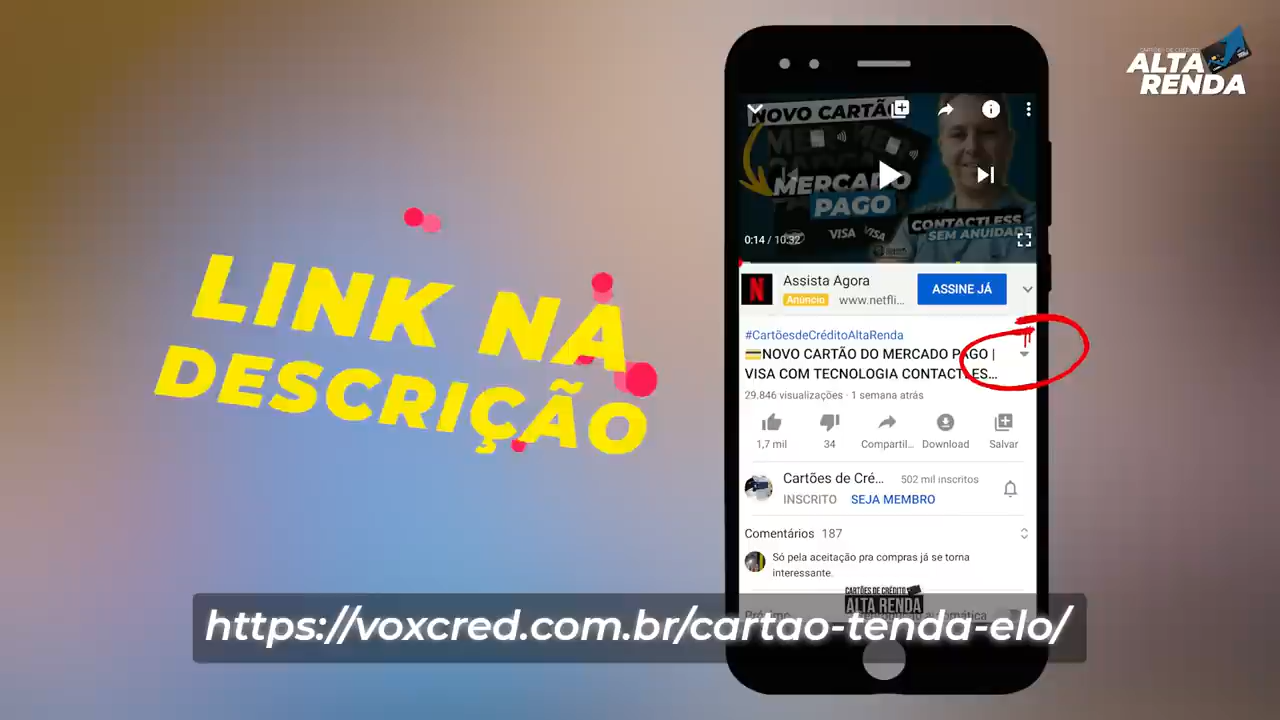 CARTÕES DE CRÉDITO
ALTA
RENDA
NOVO CARTÃO
MERCADO
PAGO
VISA VISA
CONTACTLESS
SEM ANUIDADE
0:14 / 10:32
Assista Agora
Anúncio www.netfli...
ASSINE JÁ
#CartõesdeCréditoAltaRenda
NOVO CARTÃO DO MERCADO PAGO |
VISA COM TECNOLOGIA CONTACTLES...
29.846 visualizações · 1 semana atrás
1,7 mil 34 Compartil... Download Salvar
Cartões de Cré... 502 mil inscritos
INSCRITO SEJA MEMBRO
Comentários 187
Só pela aceitação pra compras já se torna
interessante.
CARTÕES DE CRÉDITO
ALTA RENDA
LINK NA
DESCRIÇÃO
https://voxcred.com.br/cartao-tenda-elo/